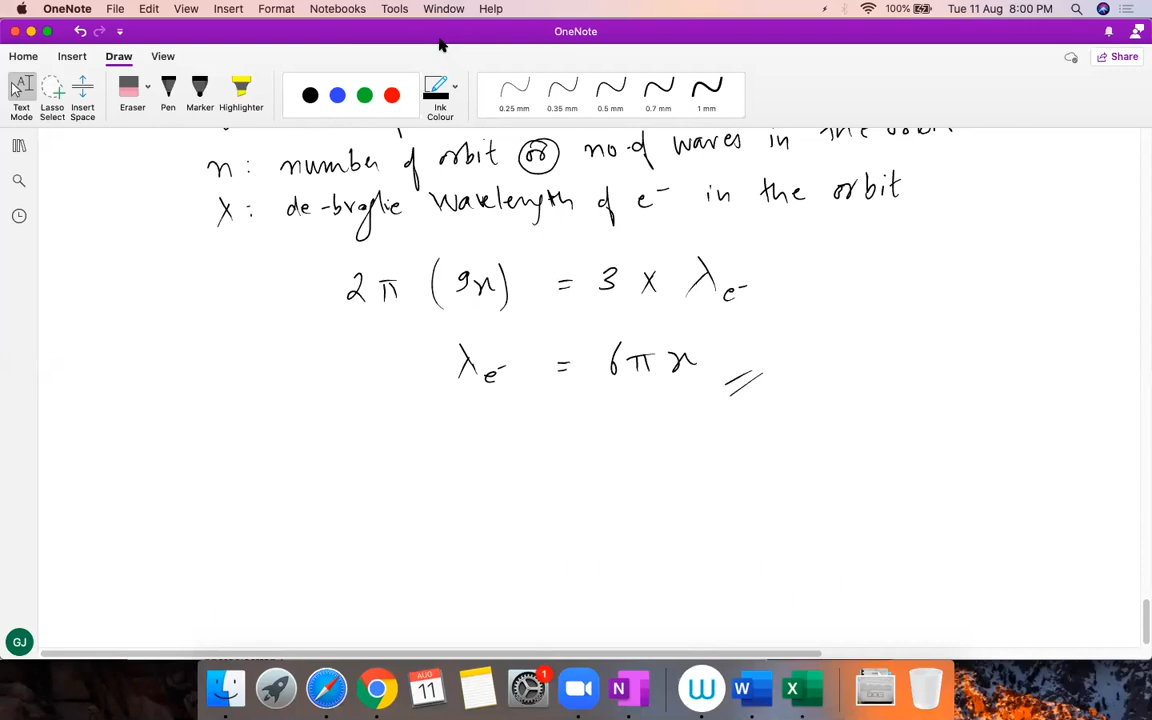 OneNote File Edit View Insert Format Notebooks Tools Window Help 100% Tue 11 Aug 8:00 PM
OneNote
Home Insert Draw View Share
Text Mode
Lasso Select
Insert Space
Eraser
Pen
Marker
Highlighter
Ink Colour
0.25 mm 0.35 mm 0.5 mm 0.7 mm 1 mm
n : number of orbit or no. of waves in the orbit
λ : de-broglie wavelength of e⁻ in the orbit
2π (9x) = 3 × λe⁻
λe⁻ = 6πx
GJ
AUG 11
1
N
W
W
X